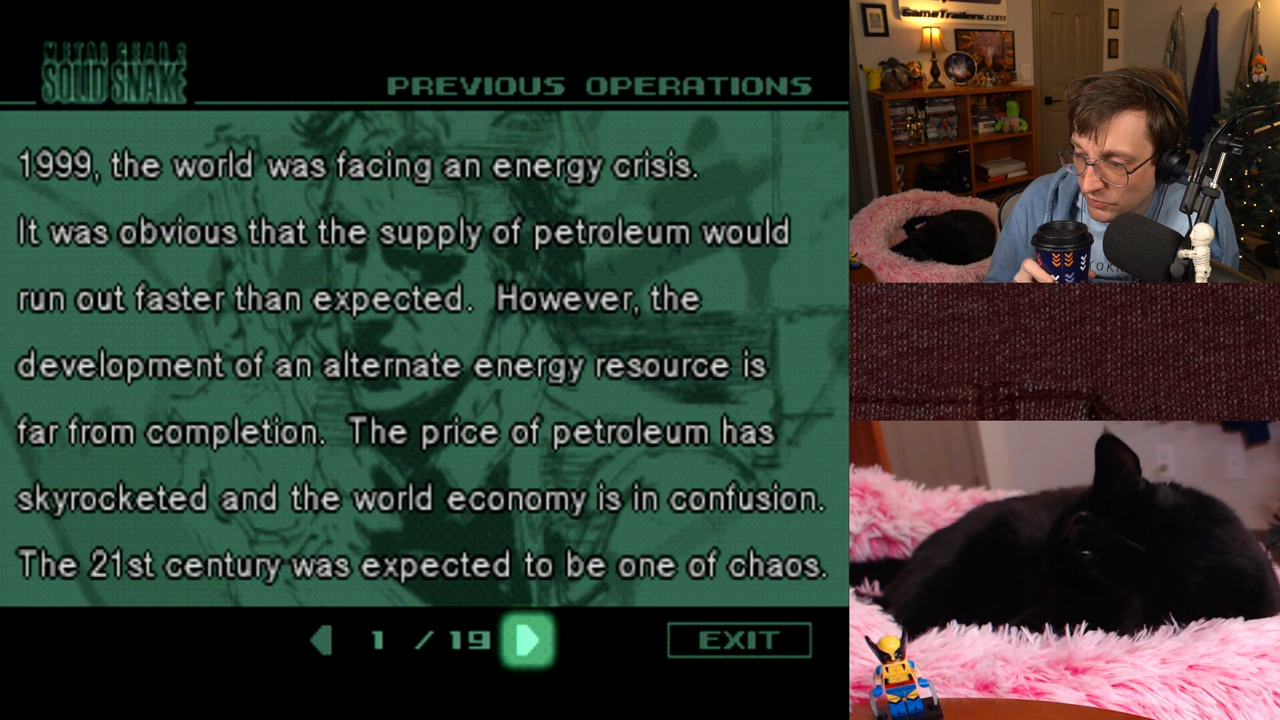 METAL GEAR 2
SOLID SNAKE
PREVIOUS OPERATIONS
1999, the world was facing an energy crisis.
It was obvious that the supply of petroleum would
run out faster than expected. However, the
development of an alternate energy resource is
far from completion. The price of petroleum has
skyrocketed and the world economy is in confusion.
The 21st century was expected to be one of chaos.
1 / 19
EXIT
GameTrailers.com